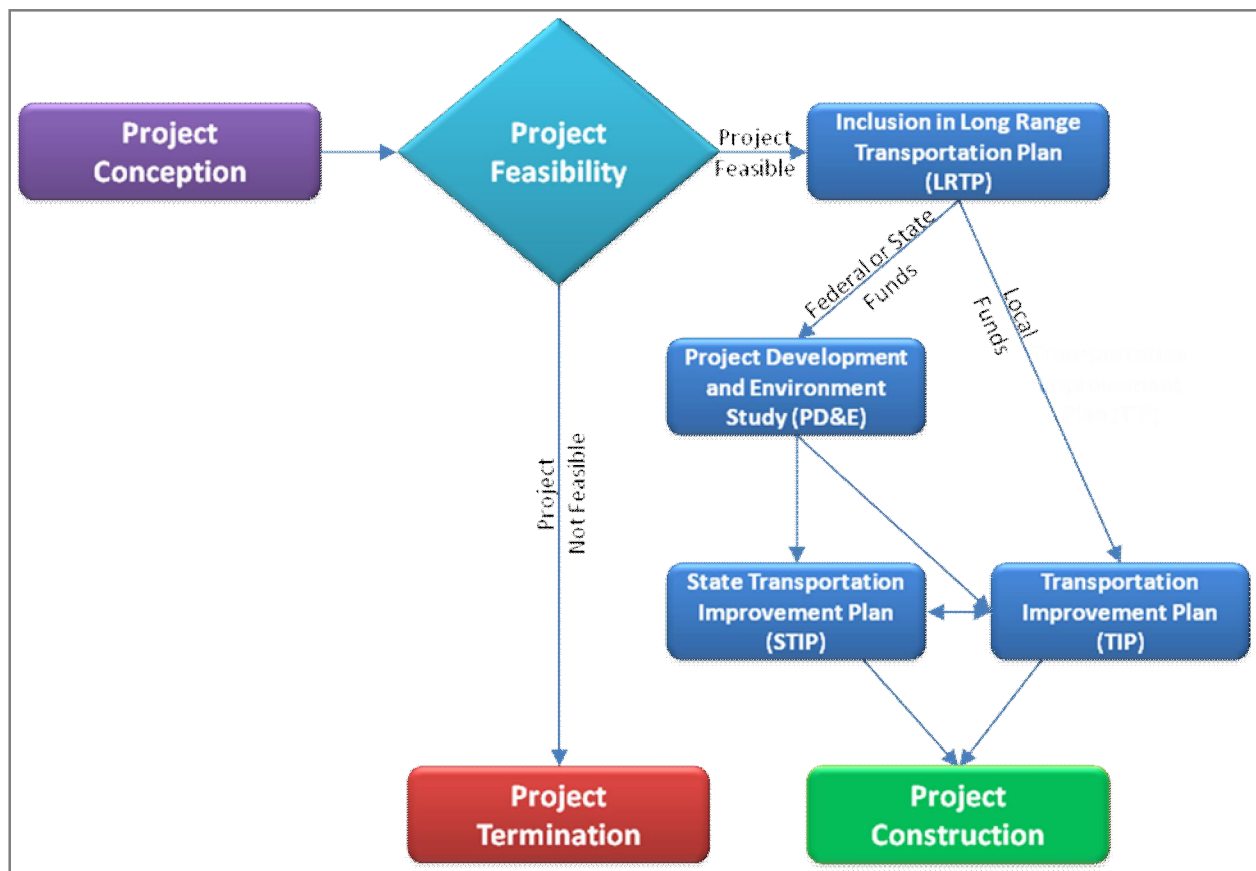 Project
Conception
Project
Feasibility
Project
Feasible
Inclusion in Long Range
Transportation Plan
(LRTP)
Federal or State
Funds
Local
Funds
Project Development
and Environment
Study (PD&E)
Project
Not Feasible
State Transportation
Improvement Plan
(STIP)
Transportation
Improvement Plan
(TIP)
Project
Termination
Project
Construction